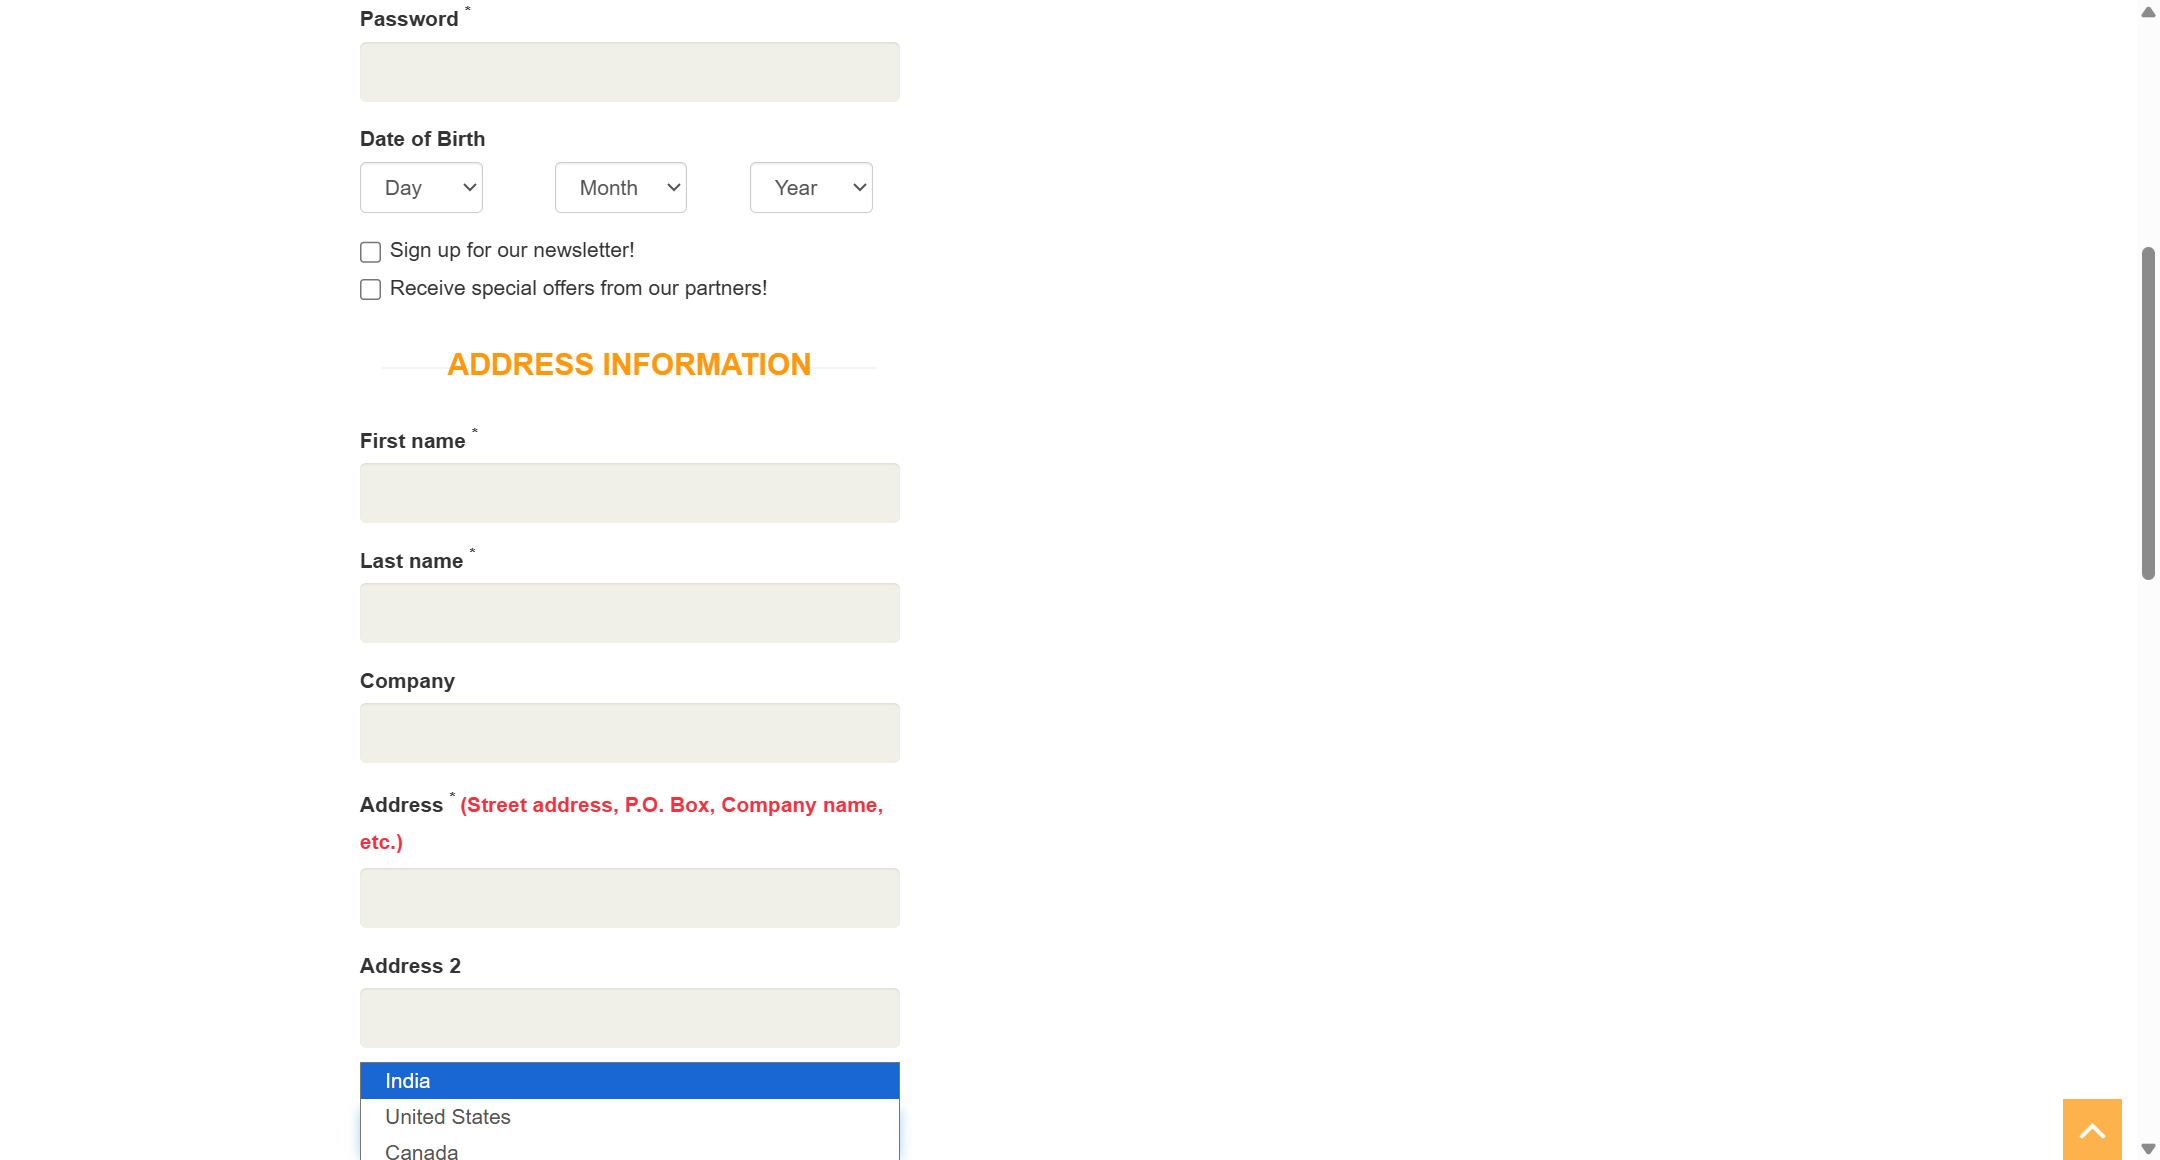 Password *
Date of Birth
Day Month Year
Sign up for our newsletter!
Receive special offers from our partners!
ADDRESS INFORMATION
First name *
Last name *
Company
Address * (Street address, P.O. Box, Company name,
etc.)
Address 2
India
United States
Canada